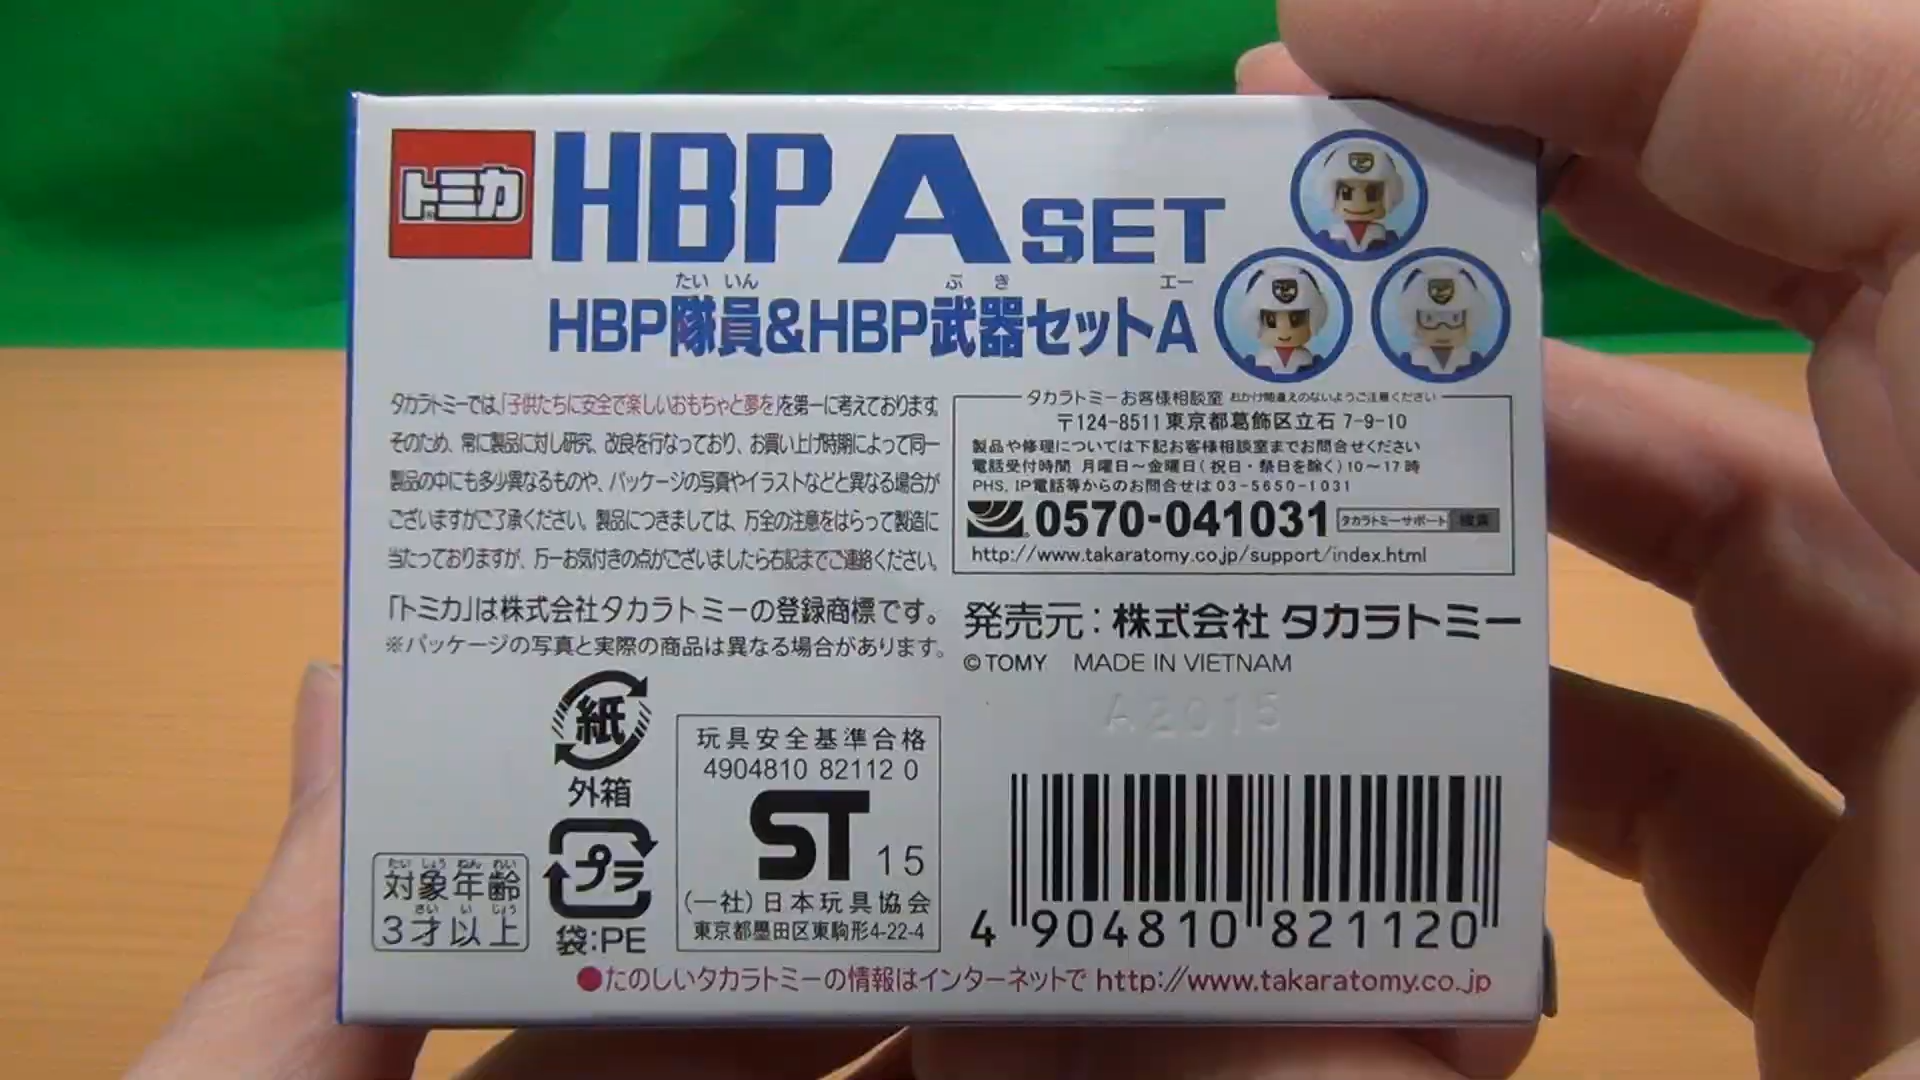 トミカ
HBP A SET
HBP隊員&HBP武器セットA
たい いん ぶ き エー
タカラトミーでは、「子供たちに安全で楽しいおもちゃと夢を」を第一に考えております。
そのため、常に製品に対し研究、改良を行なっており、お買い上げ時期によって同一
製品の中にも多少異なるものや、パッケージの写真やイラストなどと異なる場合が
ございますがご了承ください。製品につきましては、万全の注意をはらって製造に
当たっておりますが、万一お気付きの点がございましたら右記までご連絡ください。
「トミカ」は株式会社タカラトミーの登録商標です。
※パッケージの写真と実際の商品は異なる場合があります。
タカラトミーお客様相談室 おかけ間違えのないようご注意ください
〒124-8511 東京都葛飾区立石 7-9-10
製品や修理については下記お客様相談室までお問合せください
電話受付時間 月曜日～金曜日(祝日・祭日を除く)10～17時
PHS、IP電話等からのお問合せは03-5650-1031
0570-041031 タカラトミーサポート 検索
http://www.takaratomy.co.jp/support/index.html
発売元:株式会社 タカラトミー
©TOMY MADE IN VIETNAM
A2015
紙
外箱
プラ
袋:PE
たい しょう ねん れい
対象年齢
さい い じょう
3才以上
玩具安全基準合格
4904810 82112 0
ST 15
(一社)日本玩具協会
東京都墨田区東駒形4-22-4
4 904810 821120
●たのしいタカラトミーの情報はインターネットで http://www.takaratomy.co.jp